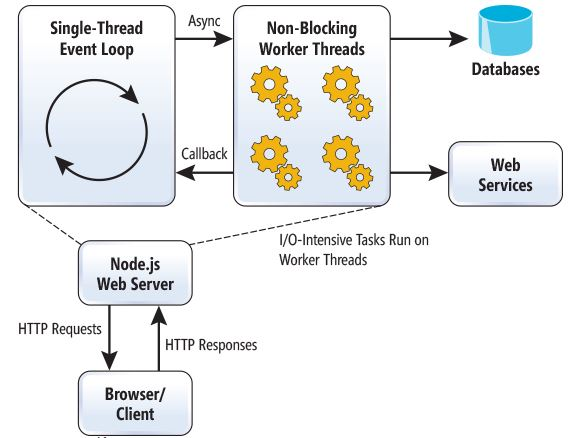 Single-Thread
Event Loop
Async
Non-Blocking
Worker Threads
Databases
Callback
Web
Services
I/O-Intensive Tasks Run on
Worker Threads
Node.js
Web Server
HTTP Requests
HTTP Responses
Browser/
Client